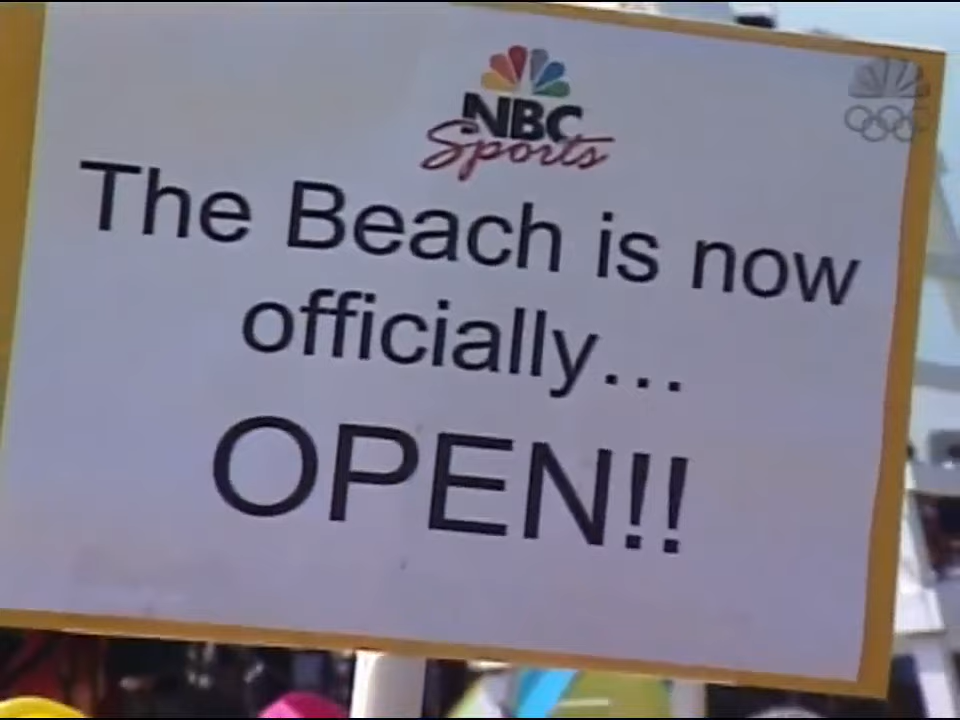 NBC
Sports
The Beach is now
officially...
OPEN!!